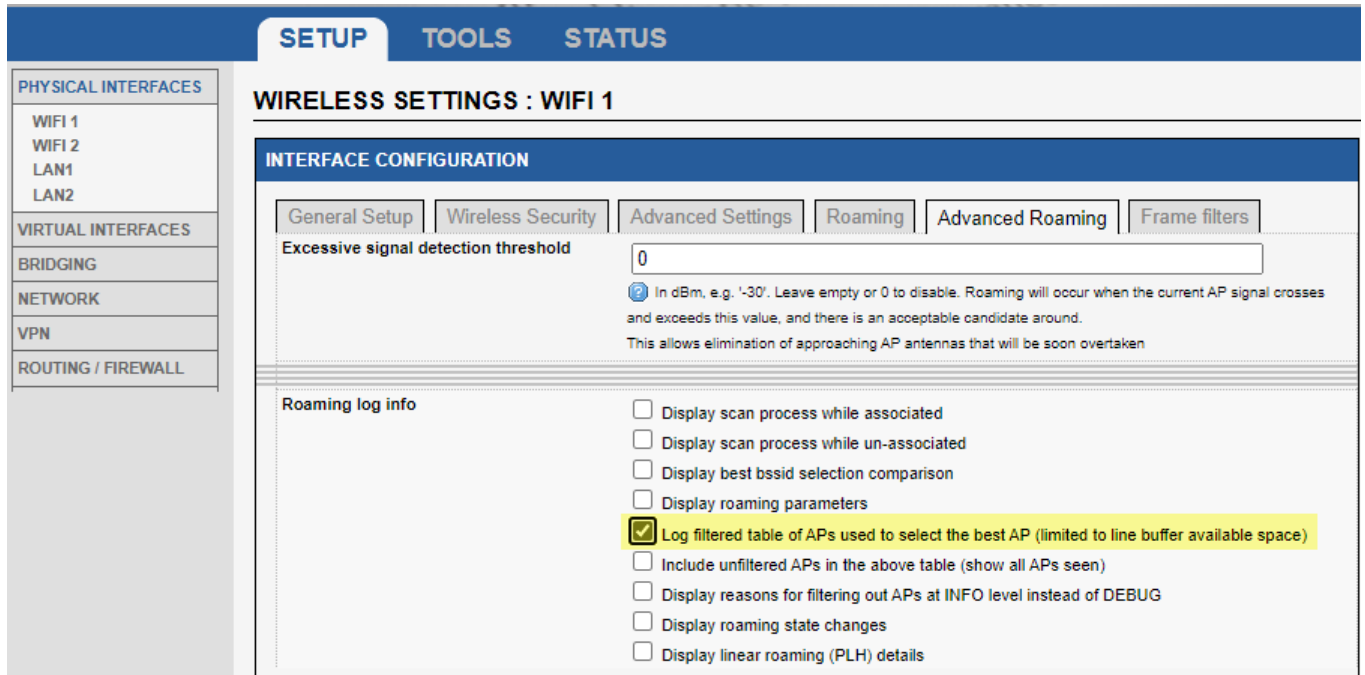 SETUP TOOLS STATUS
PHYSICAL INTERFACES
WIFI 1
WIFI 2
LAN1
LAN2
VIRTUAL INTERFACES
BRIDGING
NETWORK
VPN
ROUTING / FIREWALL
WIRELESS SETTINGS : WIFI 1
INTERFACE CONFIGURATION
General Setup Wireless Security Advanced Settings Roaming Advanced Roaming Frame filters
Excessive signal detection threshold
0
In dBm, e.g. '-30'. Leave empty or 0 to disable. Roaming will occur when the current AP signal crosses
and exceeds this value, and there is an acceptable candidate around.
This allows elimination of approaching AP antennas that will be soon overtaken
Roaming log info
Display scan process while associated
Display scan process while un-associated
Display best bssid selection comparison
Display roaming parameters
Log filtered table of APs used to select the best AP (limited to line buffer available space)
Include unfiltered APs in the above table (show all APs seen)
Display reasons for filtering out APs at INFO level instead of DEBUG
Display roaming state changes
Display linear roaming (PLH) details